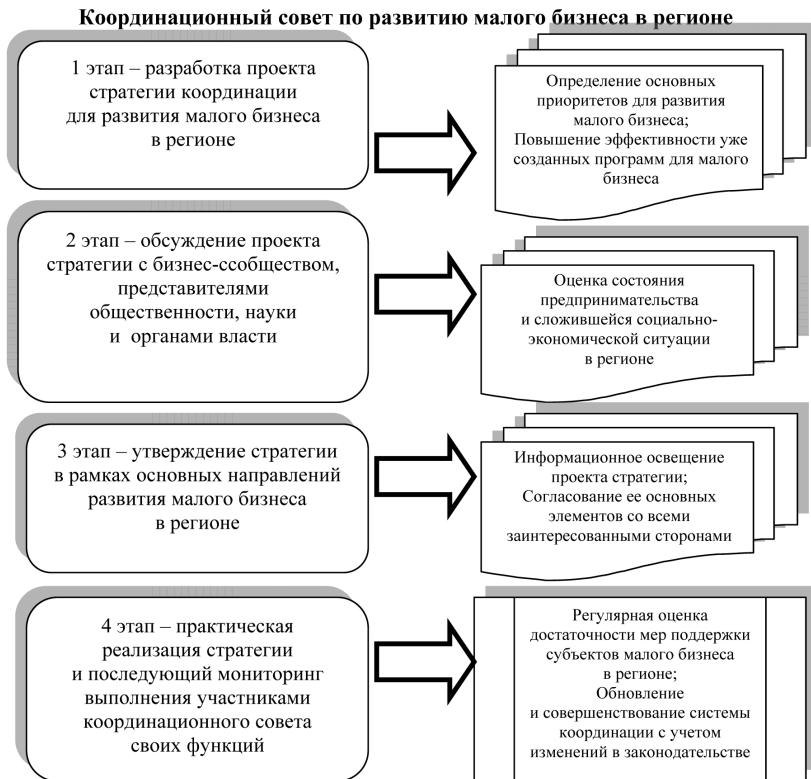 Координационный совет по развитию малого бизнеса в регионе
1 этап – разработка проекта
стратегии координации
для развития малого бизнеса
в регионе
Определение основных
приоритетов для развития
малого бизнеса;
Повышение эффективности уже
созданных программ для малого
бизнеса
2 этап – обсуждение проекта
стратегии с бизнес-ссобществом,
представителями
общественности, науки
и органами власти
Оценка состояния
предпринимательства
и сложившейся социально-
экономической ситуации
в регионе
3 этап – утверждение стратегии
в рамках основных направлений
развития малого бизнеса
в регионе
Информационное освещение
проекта стратегии;
Согласование ее основных
элементов со всеми
заинтересованными сторонами
4 этап – практическая
реализация стратегии
и последующий мониторинг
выполнения участниками
координационного совета
своих функций
Регулярная оценка
достаточности мер поддержки
субъектов малого бизнеса
в регионе;
Обновление
и совершенствование системы
координации с учетом
изменений в законодательстве